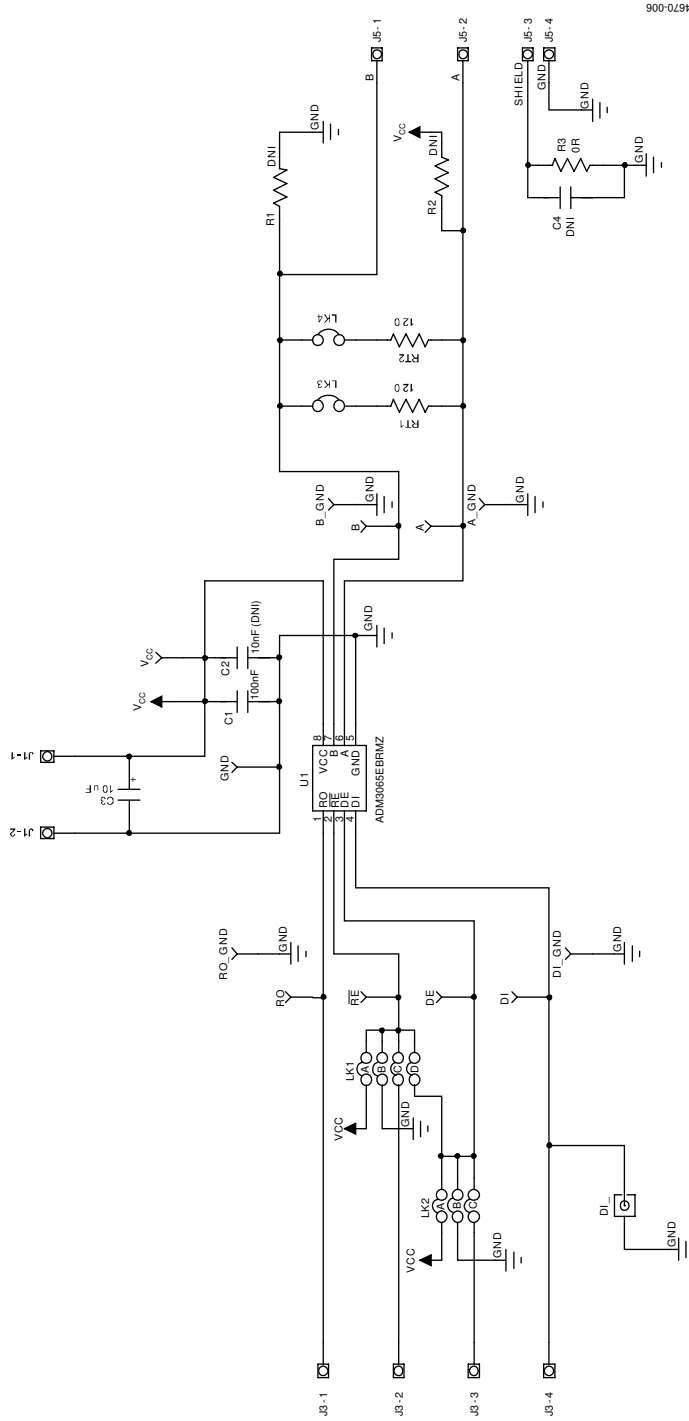 4670-006
J5-1
J5-2
J5-3
J5-4
B
A
SHIELD
GND
GND
GND
DNI
R1
VCC
DNI
R2
R3
0R
C4
DNI
GND
LK4
120
RT2
LK3
120
RT1
B_GND
GND
B
A
A_GND
GND
J1-1
J1-2
10uF
C3
+
VCC
VCC
C2
10nF (DNI)
C1
100nF
GND
GND
U1
1
RO
2
RE
3
DE
4
DI
8
VCC
7
B
6
A
5
GND
ADM3065EBRMZ
RO_GND
GND
RO
RE
DE
DI
DI_GND
GND
LK1
A
B
C
D
VCC
GND
LK2
A
B
C
VCC
GND
DI_
GND
J3-1
J3-2
J3-3
J3-4